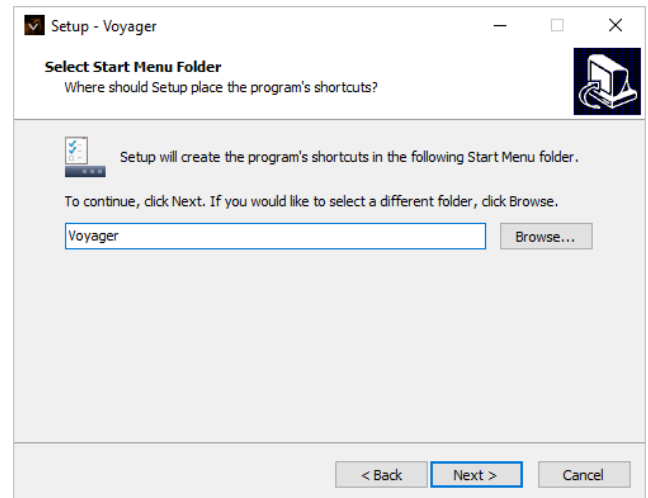 Setup - Voyager
Select Start Menu Folder
Where should Setup place the program's shortcuts?
Setup will create the program's shortcuts in the following Start Menu folder.
To continue, click Next. If you would like to select a different folder, click Browse.
Voyager
Browse...
< Back
Next >
Cancel